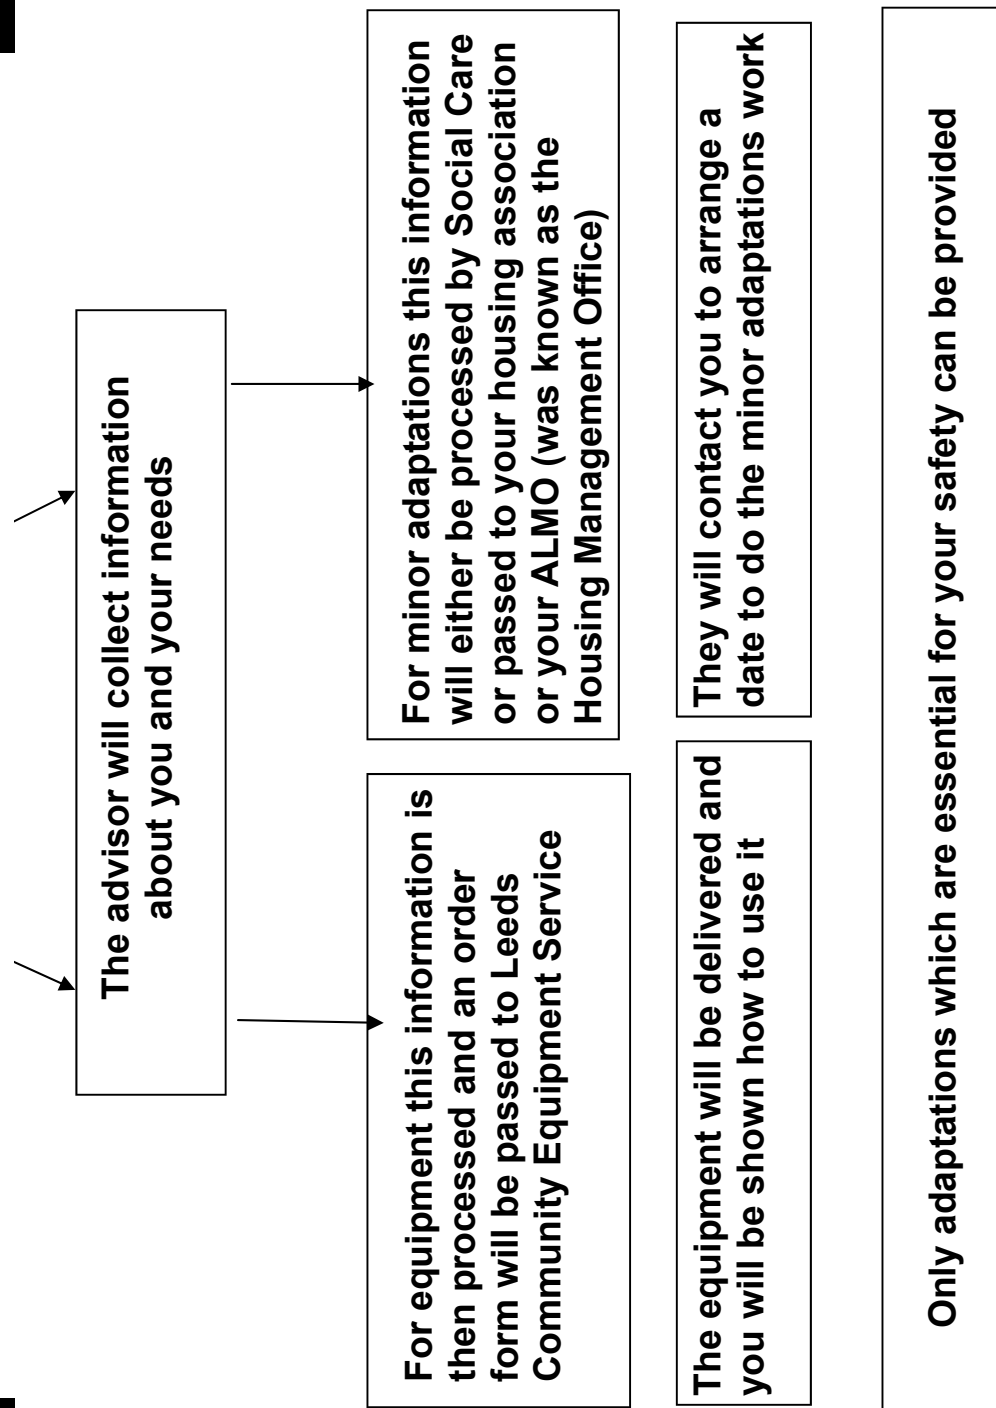 The advisor will collect information
about you and your needs
For equipment this information is
then processed and an order
form will be passed to Leeds
Community Equipment Service
For minor adaptations this information
will either be processed by Social Care
or passed to your housing association
or your ALMO (was known as the
Housing Management Office)
The equipment will be delivered and
you will be shown how to use it
They will contact you to arrange a
date to do the minor adaptations work
Only adaptations which are essential for your safety can be provided